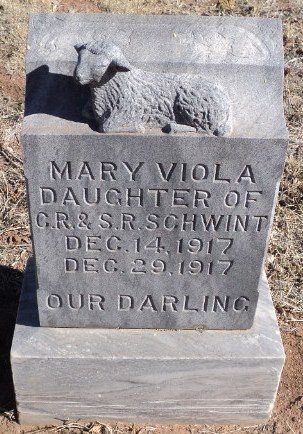 MARY VIOLA
DAUGHTER OF
C.R. & S.R. SCHWINT
DEC. 14, 1917
DEC. 29, 1917
OUR DARLING